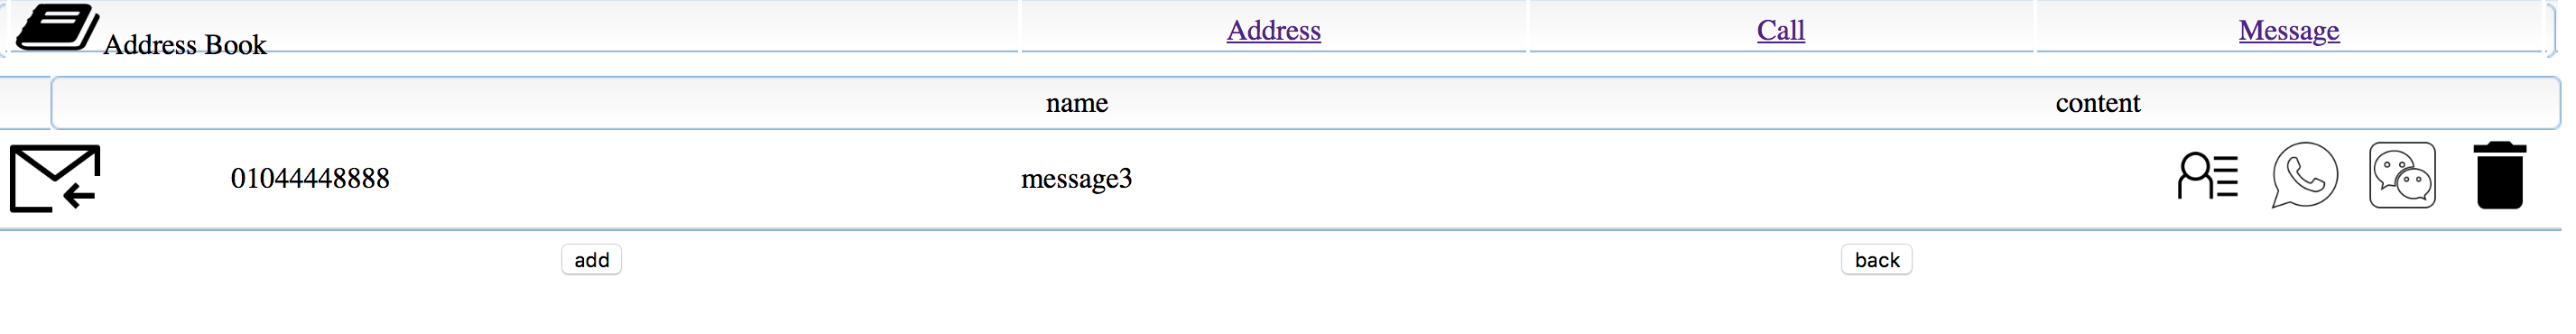 Address Book Address Call Message
name content
01044448888 message3
add back